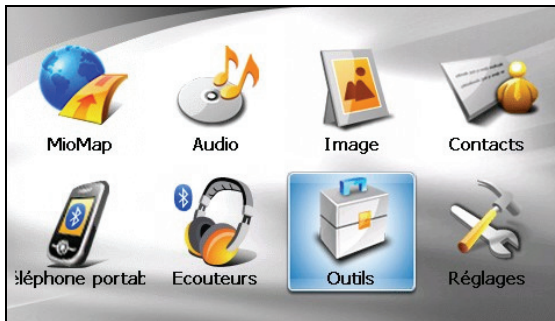 MioMap
Audio
Image
Contacts
éléphone portab
Ecouteurs
Outils
Réglages